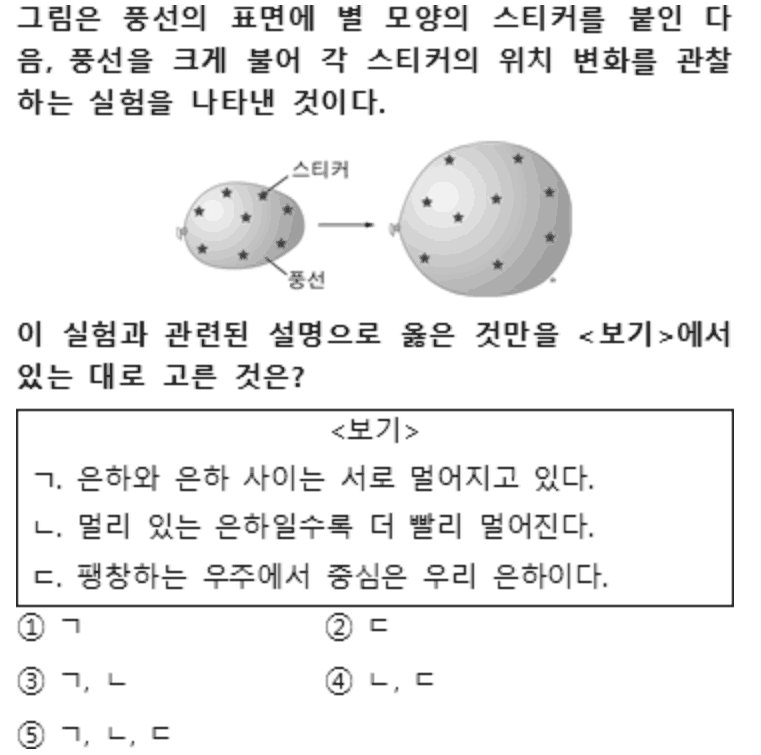 그림은 풍선의 표면에 별 모양의 스티커를 붙인 다
음, 풍선을 크게 불어 각 스티커의 위치 변화를 관찰
하는 실험을 나타낸 것이다.
스티커
풍선
이 실험과 관련된 설명으로 옳은 것만을 <보기>에서
있는 대로 고른 것은?
<보기>
ㄱ. 은하와 은하 사이는 서로 멀어지고 있다.
ㄴ. 멀리 있는 은하일수록 더 빨리 멀어진다.
ㄷ. 팽창하는 우주에서 중심은 우리 은하이다.
① ㄱ ② ㄷ
③ ㄱ, ㄴ ④ ㄴ, ㄷ
⑤ ㄱ, ㄴ, ㄷ